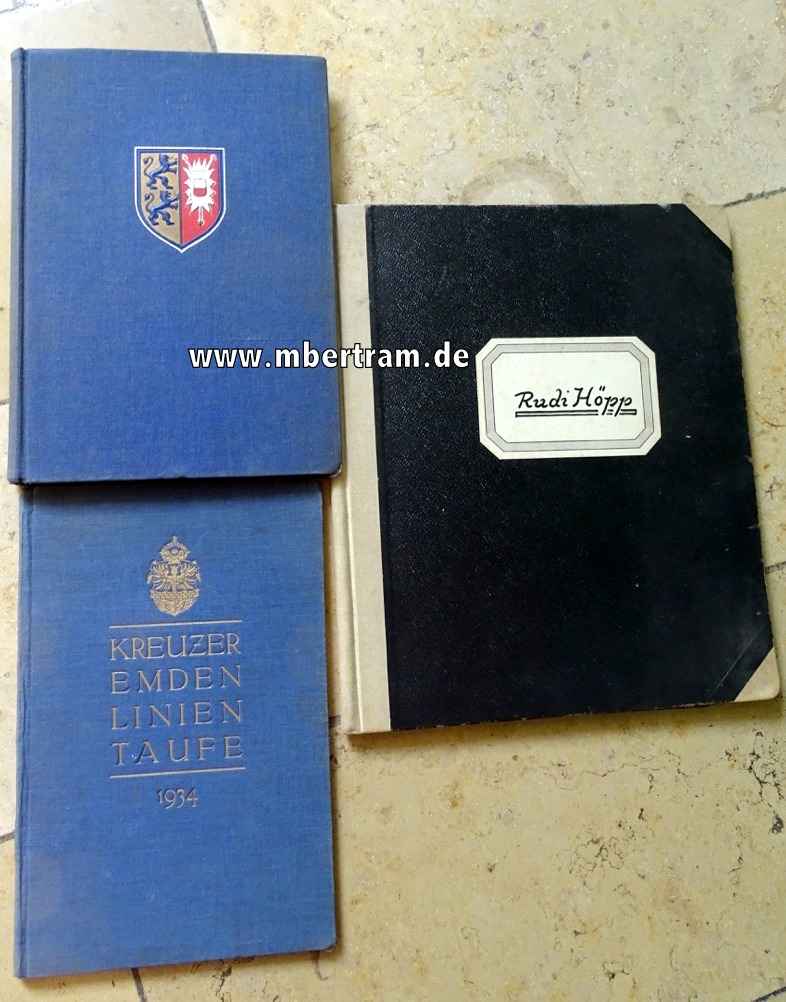 www.mbertram.de
Rudi Höpp
KREUZER
EMDEN
LINIEN
TAUFE
1934